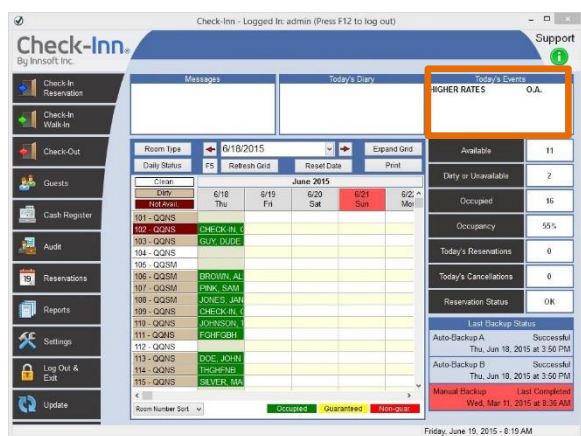 Check-Inn - Logged In: admin (Press F12 to log out)
Check-Inn®
By Innsoft Inc.
Support
Check-In
Reservation
Check-In
Walk-In
Check-Out
Guests
Cash Register
Audit
19
Reservations
Reports
Settings
Log Out &
Exit
Update
Messages
Today's Diary
Today's Events
HIGHER RATES O.A.
Room Type 6/18/2015 Expand Grid
Daily Status F5 Refresh Grid Reset Date Print
Clean June 2015
Dirty 6/18 6/19 6/20 6/21 6/22
Not Avail. Thu Fri Sat Sun Mon
101 - QQNS
102 - QQNS CHECK-IN, C
103 - QQNS GUY, DUDE
104 - QQNS
105 - QQSM
106 - QQSM BROWN, AL
107 - QQSM PINK, SAM
108 - QQSM JONES, JAN
109 - QQNS CHECK-IN, C
110 - QQNS JOHNSON, T
111 - QQNS FGHFGBH
112 - QQNS
113 - QQNS DOE, JOHN
114 - QQNS THGHFNB
115 - QQNS SILVER, MA
Room Number Sort Occupied Guaranteed Non-guar.
Available 11
Dirty or Unavailable 2
Occupied 16
Occupancy 55%
Today's Reservations 0
Today's Cancellations 0
Reservation Status OK
Last Backup Status
Auto-Backup A Successful
Thu, Jun 18, 2015 at 3:50 PM
Auto-Backup B Successful
Thu, Jun 18, 2015 at 3:50 PM
Manual Backup Last Completed
Wed, Mar 11, 2015 at 8:36 AM
Friday, June 19, 2015 - 8:19 AM